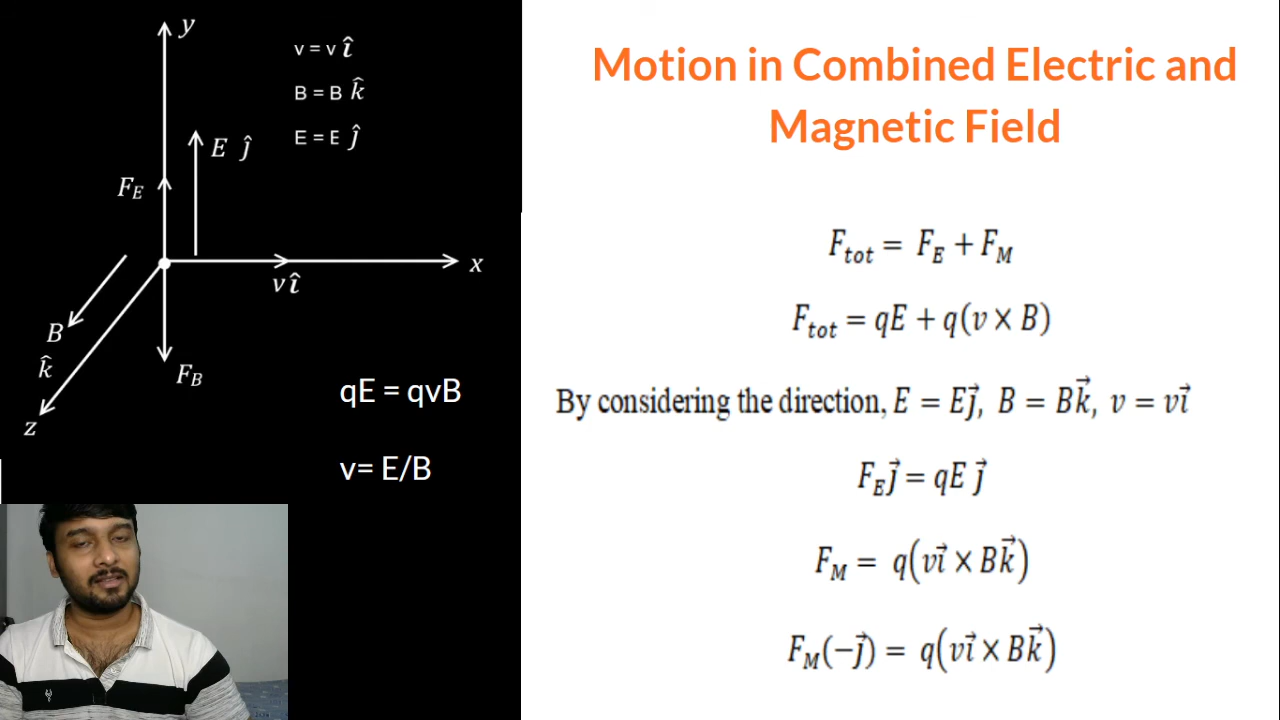 y
v = v î
B = B k̂
E = E ĵ
E ĵ
F_E
x
vî
B
k̂
F_B
z
qE = qvB
v= E/B
Motion in Combined Electric and
Magnetic Field
F_tot = F_E + F_M
F_tot = qE + q(v × B)
By considering the direction, E = Ej⃗, B = Bk⃗, v = vi⃗
F_E j⃗ = qE j⃗
F_M = q(vi⃗ × Bk⃗)
F_M(−j⃗) = q(vi⃗ × Bk⃗)